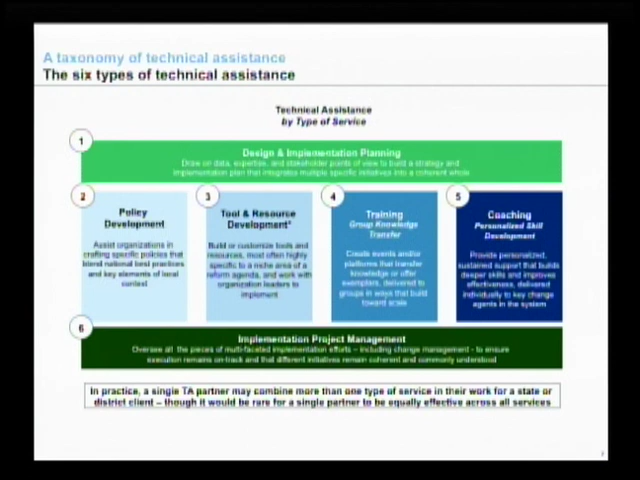 A taxonomy of technical assistance
The six types of technical assistance
Technical Assistance
by Type of Service
1
Design & Implementation Planning
Draw on data, expertise, and stakeholder points of view to build a strategy and
implementation plan that integrates multiple specific initiatives into a coherent whole
2
Policy
Development
Assist organizations in
crafting specific policies that
blend national best practices
and key elements of local
context
3
Tool & Resource
Development*
Build or customize tools and
resources, most often highly
specific to a niche area of a
reform agenda, and work with
organization leaders to
implement
4
Training
Group Knowledge
Transfer
Create events and/or
platforms that transfer
knowledge or offer
exemplars, delivered to
groups in ways that build
toward scale
5
Coaching
Personalized Skill
Development
Provide personalized,
sustained support that builds
deeper skills and improves
effectiveness, delivered
individually to key change
agents in the system
6
Implementation Project Management
Oversee all the pieces of multi-faceted implementation efforts – including change management - to ensure
execution remains on-track and that different initiatives remain coherent and commonly understood
In practice, a single TA partner may combine more than one type of service in their work for a state or
district client – though it would be rare for a single partner to be equally effective across all services